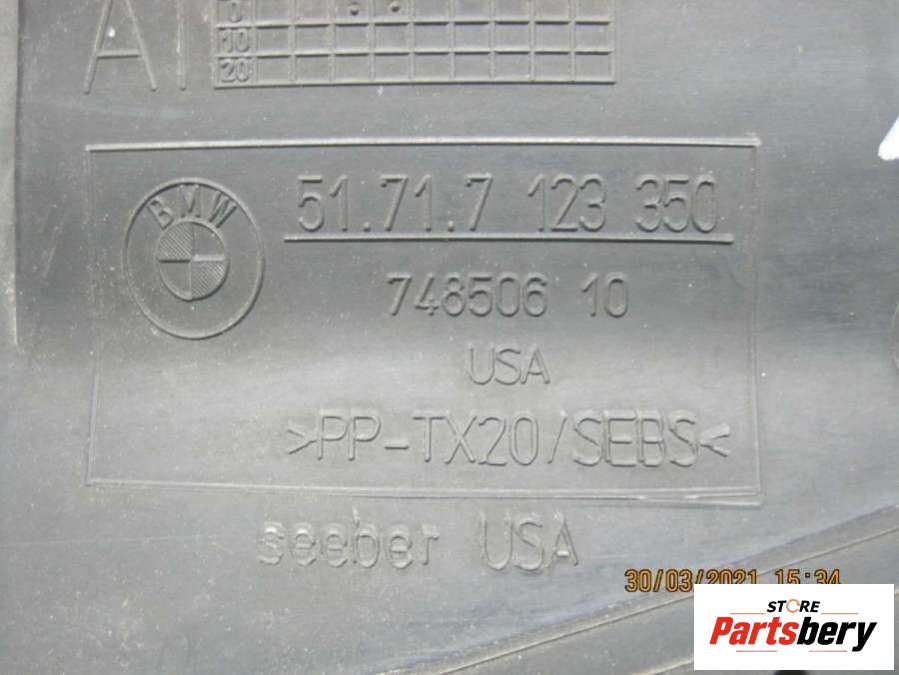 AI
10
20
BMW
51.71.7 123 350
748506 10
USA
>PP-TX20/SEBS<
seeber USA
30/03/2021 15:34
STORE
Partsbery